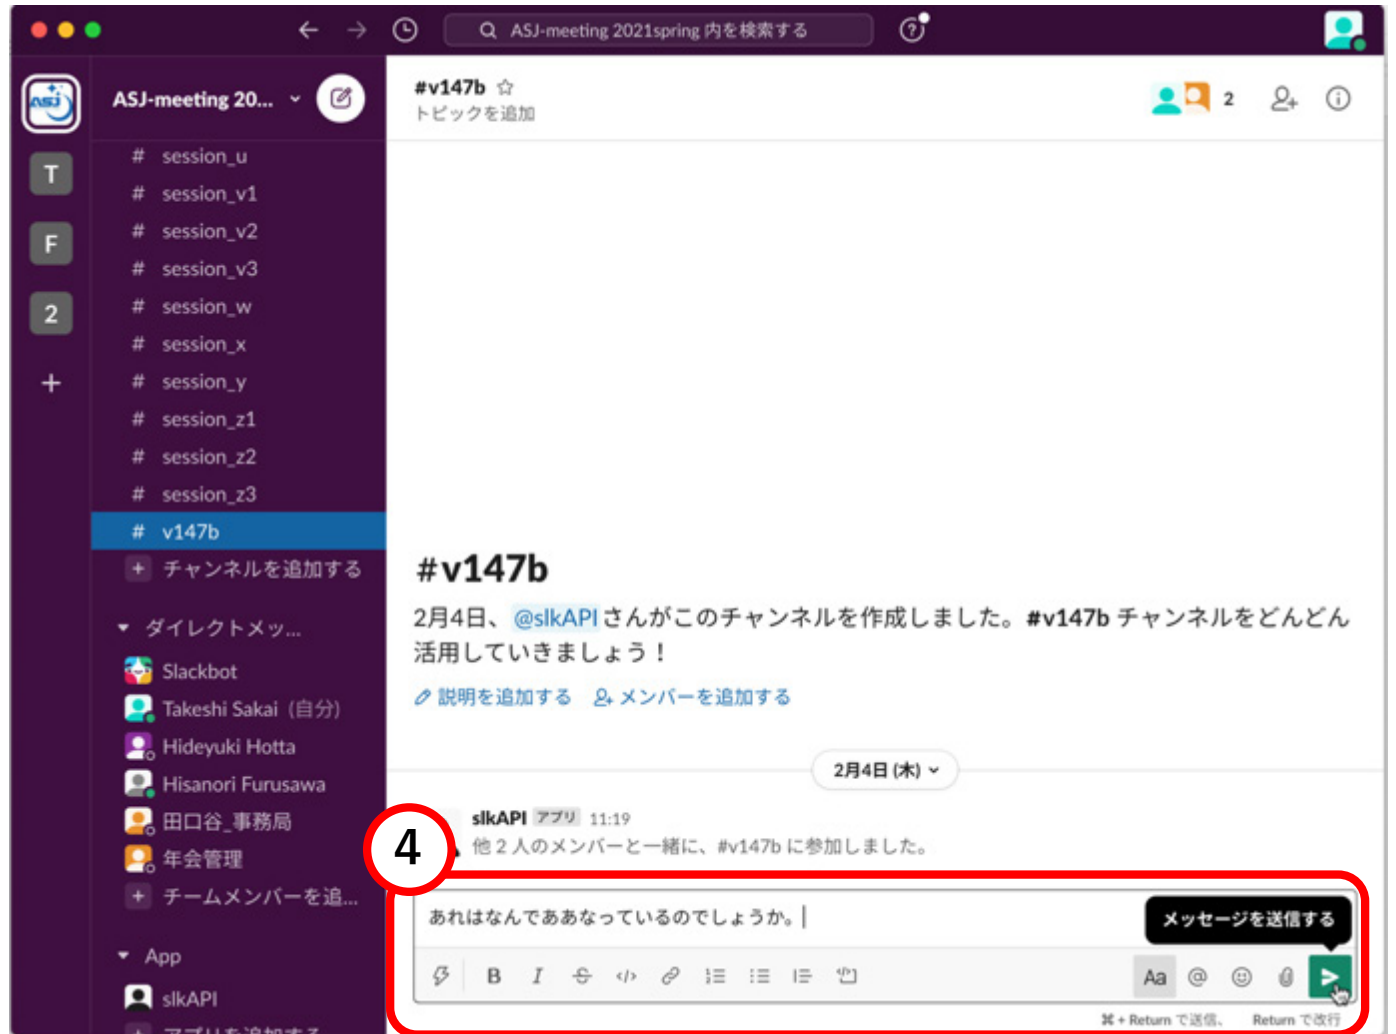 ASJ-meeting 2021spring 内を検索する
ASJ
ASJ-meeting 20...
T
F
2
+
# session_u
# session_v1
# session_v2
# session_v3
# session_w
# session_x
# session_y
# session_z1
# session_z2
# session_z3
# v147b
+ チャンネルを追加する
ダイレクトメッ...
Slackbot
Takeshi Sakai (自分)
Hideyuki Hotta
Hisanori Furusawa
田口谷_事務局
年会管理
+ チームメンバーを追...
App
slkAPI
+ アプリを追加する
#v147b
トピックを追加
2
#v147b
2月4日、 @slkAPI さんがこのチャンネルを作成しました。#v147b チャンネルをどんどん
活用していきましょう！
説明を追加する メンバーを追加する
2月4日 (木)
slkAPI アプリ 11:19
他 2 人のメンバーと一緒に、#v147b に参加しました。
4
あれはなんでああなっているのでしょうか。
メッセージを送信する
B I S </> Aa @
⌘ + Return で送信、 Return で改行